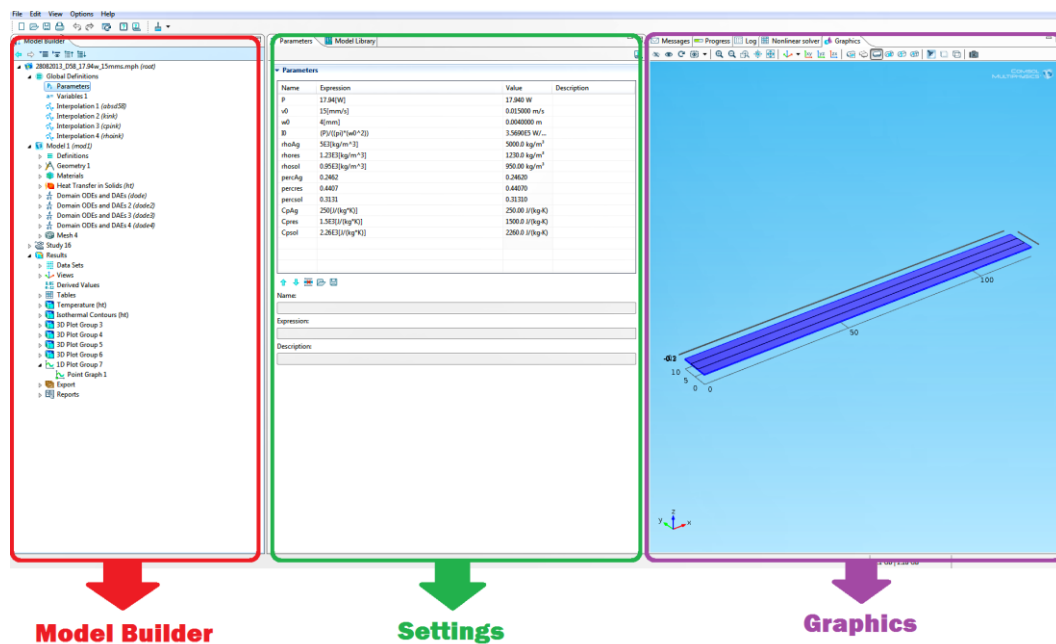 File Edit View Options Help
Model Builder
28082013_D58_17.94w_15mms.mph (root)
Global Definitions
Parameters
Variables 1
Interpolation 1 (absd58)
Interpolation 2 (kink)
Interpolation 3 (cpink)
Interpolation 4 (rhoink)
Model 1 (mod1)
Definitions
Geometry 1
Materials
Heat Transfer in Solids (ht)
Domain ODEs and DAEs (dode)
Domain ODEs and DAEs 2 (dode2)
Domain ODEs and DAEs 3 (dode3)
Domain ODEs and DAEs 4 (dode4)
Mesh 4
Study 16
Results
Data Sets
Views
Derived Values
Tables
Temperature (ht)
Isothermal Contours (ht)
3D Plot Group 3
3D Plot Group 4
3D Plot Group 5
3D Plot Group 6
1D Plot Group 7
Point Graph 1
Export
Reports
Parameters Model Library
Parameters
Name Expression Value Description
P 17.94[W] 17.940 W
v0 15[mm/s] 0.015000 m/s
w0 4[mm] 0.0040000 m
I0 (P)/((pi)*(w0^2)) 3.5690E5 W/...
rhoAg 5E3[kg/m^3] 5000.0 kg/m³
rhores 1.23E3[kg/m^3] 1230.0 kg/m³
rhosol 0.95E3[kg/m^3] 950.00 kg/m³
percAg 0.2462 0.24620
percres 0.4407 0.44070
percsol 0.3131 0.31310
CpAg 250[J/(kg*K)] 250.00 J/(kg·K)
Cpres 1.5E3[J/(kg*K)] 1500.0 J/(kg·K)
Cpsol 2.26E3[J/(kg*K)] 2260.0 J/(kg·K)
Name:
Expression:
Description:
Messages Progress Log Nonlinear solver Graphics
COMSOL
MULTIPHYSICS
100
50
10
5
0 0
z
y x
Model Builder
Settings
Graphics